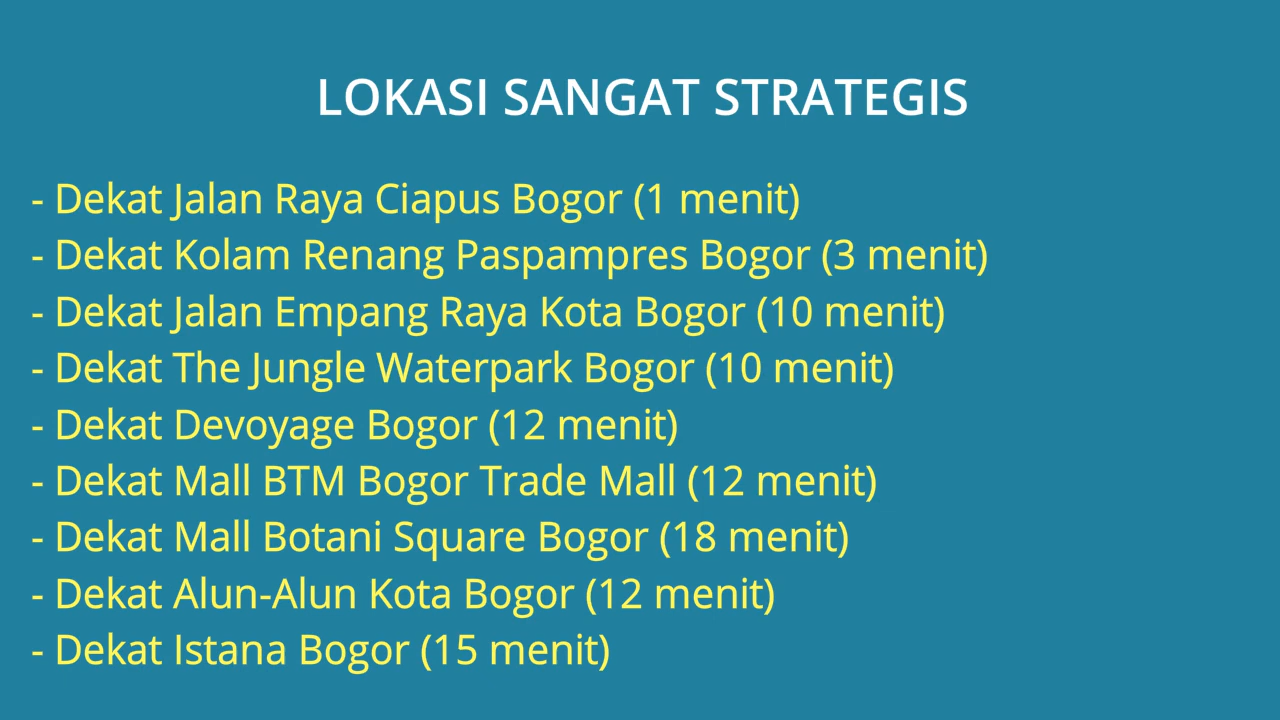 LOKASI SANGAT STRATEGIS
- Dekat Jalan Raya Ciapus Bogor (1 menit)
- Dekat Kolam Renang Paspampres Bogor (3 menit)
- Dekat Jalan Empang Raya Kota Bogor (10 menit)
- Dekat The Jungle Waterpark Bogor (10 menit)
- Dekat Devoyage Bogor (12 menit)
- Dekat Mall BTM Bogor Trade Mall (12 menit)
- Dekat Mall Botani Square Bogor (18 menit)
- Dekat Alun-Alun Kota Bogor (12 menit)
- Dekat Istana Bogor (15 menit)